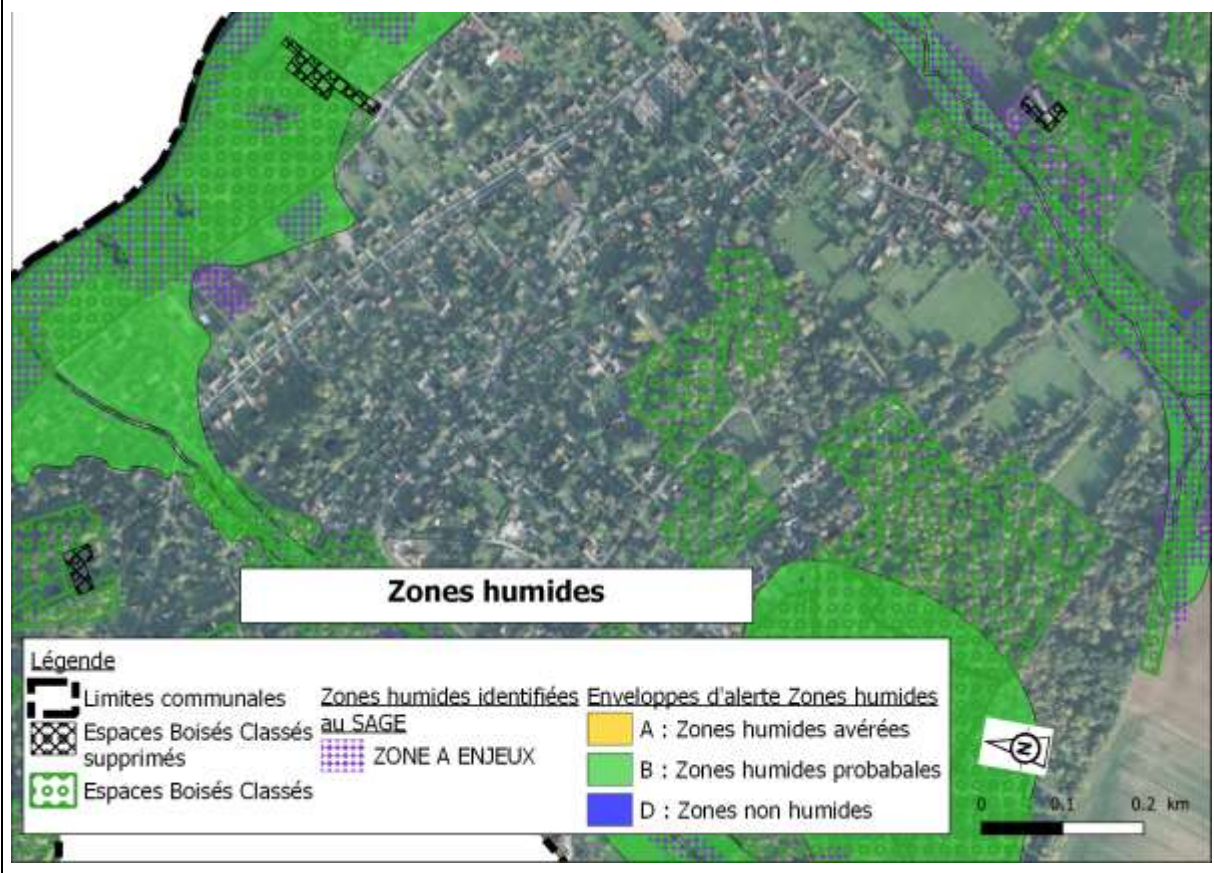 Zones humides
Légende
Limites communales
Espaces Boisés Classés
supprimés
Espaces Boisés Classés
Zones humides identifiées
au SAGE
ZONE A ENJEUX
Enveloppes d'alerte Zones humides
A : Zones humides avérées
B : Zones humides probabales
D : Zones non humides
N
0 0.1 0.2 km